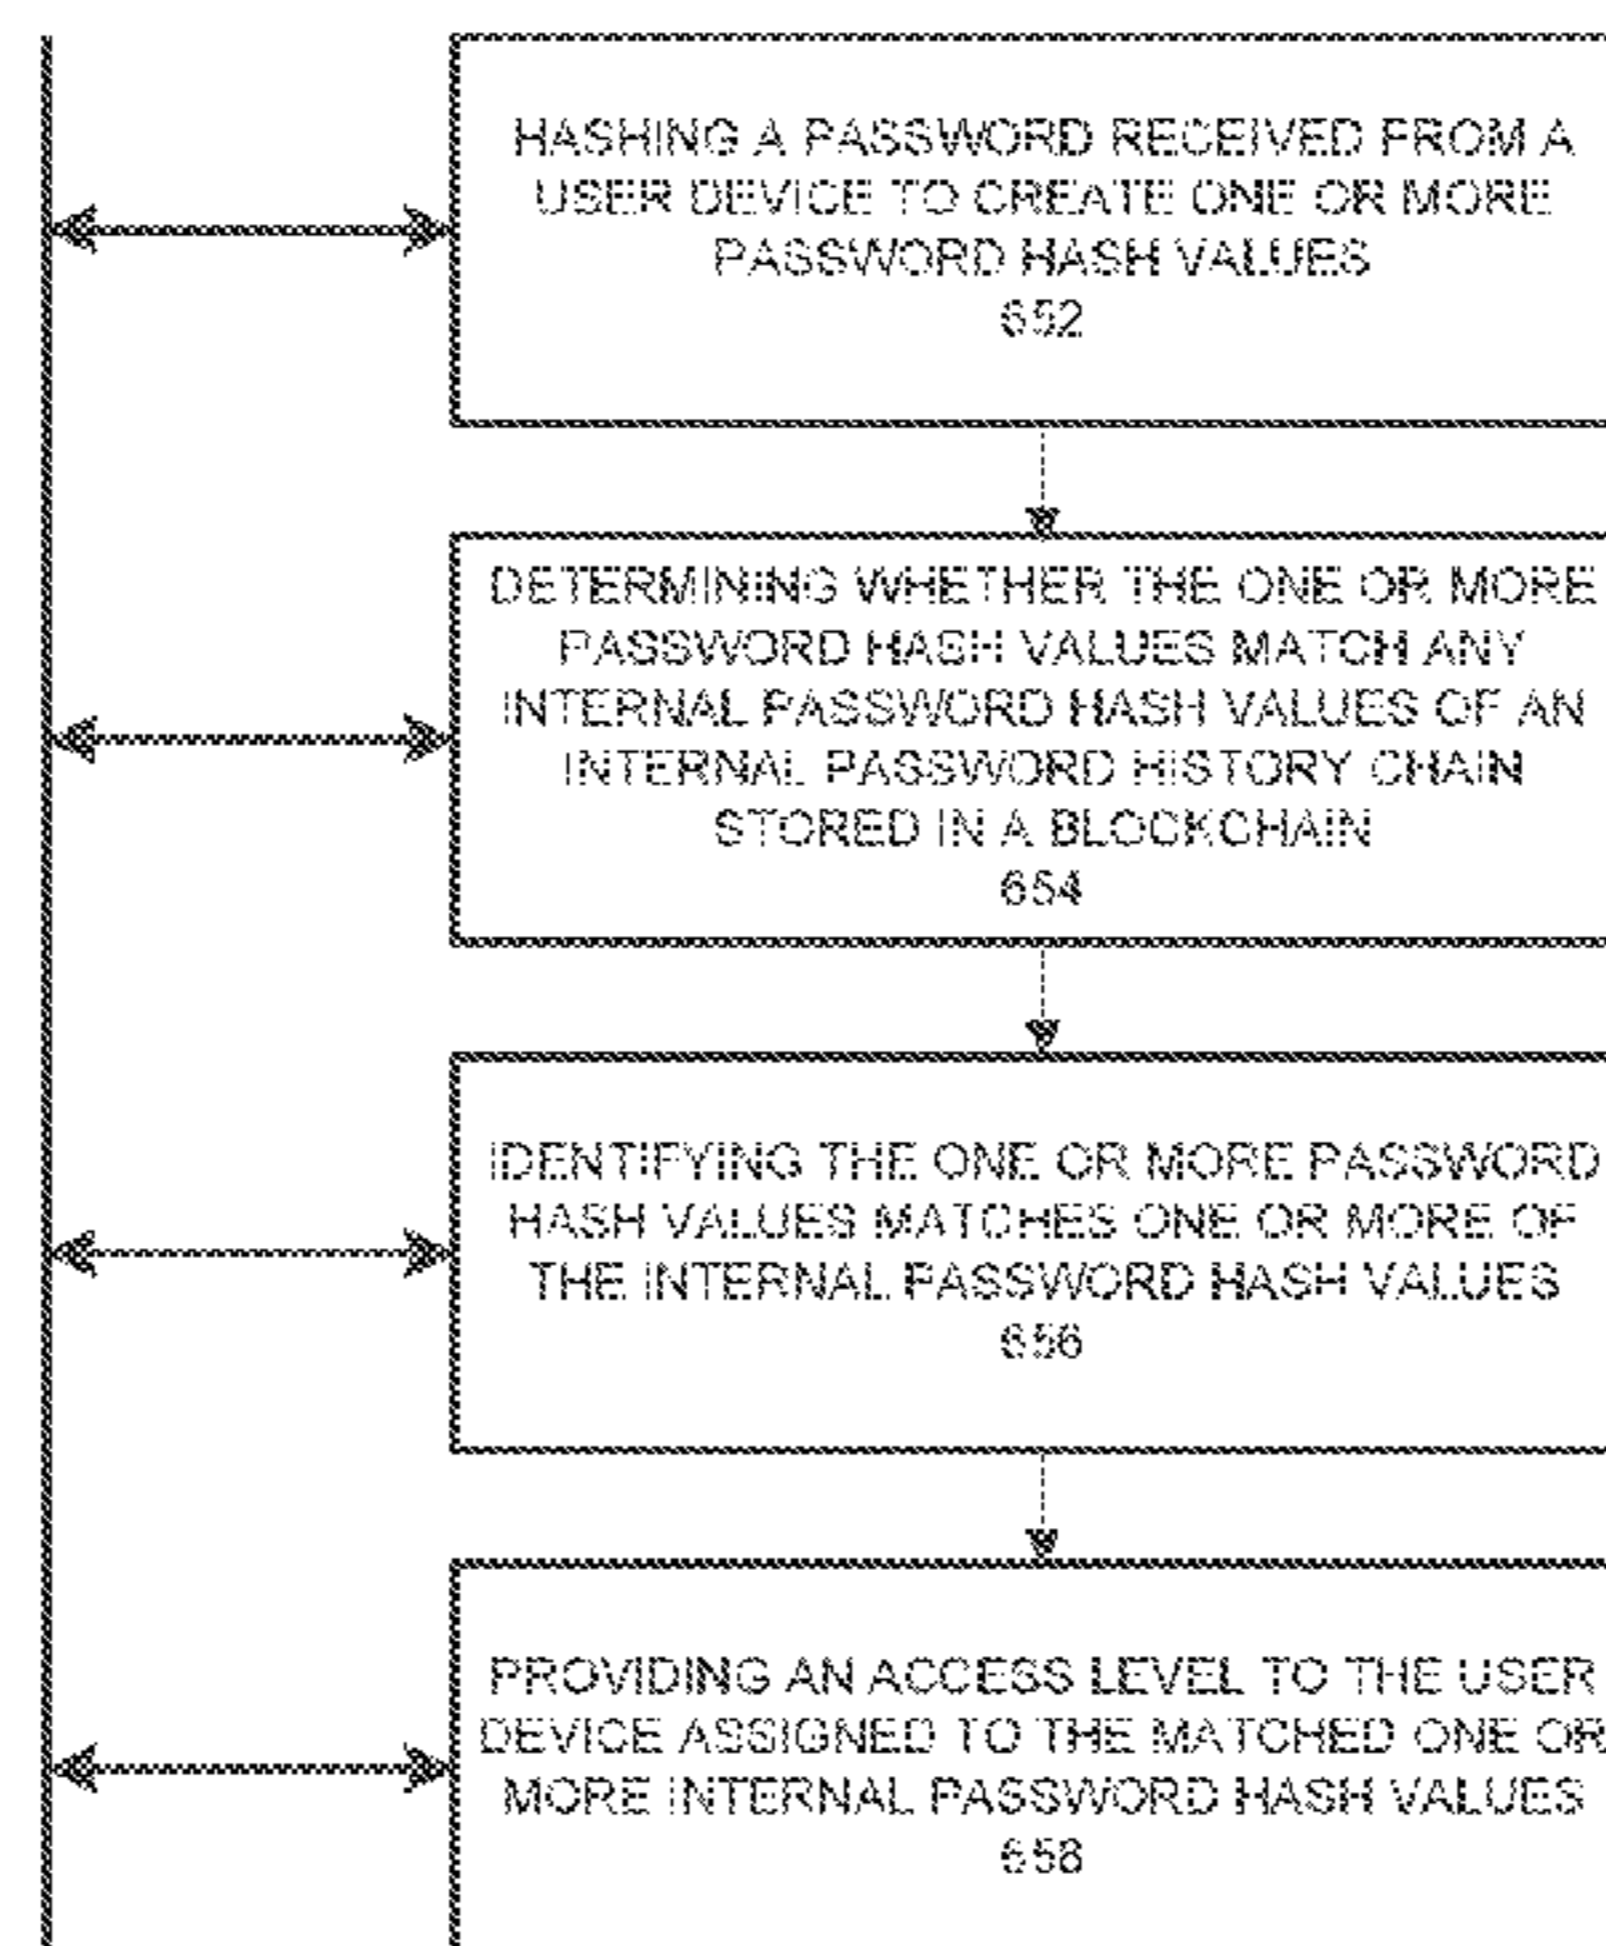 HASHING A PASSWORD RECEIVED FROM A
USER DEVICE TO CREATE ONE OR MORE
PASSWORD HASH VALUES
652
DETERMINING WHETHER THE ONE OR MORE
PASSWORD HASH VALUES MATCH ANY
INTERNAL PASSWORD HASH VALUES OF AN
INTERNAL PASSWORD HISTORY CHAIN
STORED IN A BLOCKCHAIN
654
IDENTIFYING THE ONE OR MORE PASSWORD
HASH VALUES MATCHES ONE OR MORE OF
THE INTERNAL PASSWORD HASH VALUES
656
PROVIDING AN ACCESS LEVEL TO THE USER
DEVICE ASSIGNED TO THE MATCHED ONE OR
MORE INTERNAL PASSWORD HASH VALUES
658